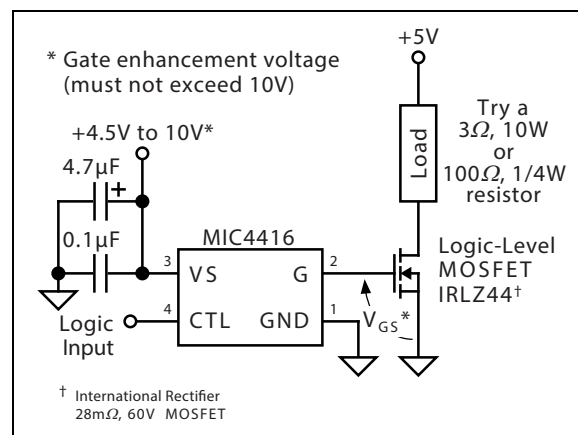 * Gate enhancement voltage
(must not exceed 10V)
+5V
+4.5V to 10V*
4.7µF
+
0.1µF
Load
Try a
3Ω, 10W
or
100Ω, 1/4W
resistor
MIC4416
3
VS
G
2
4
CTL
GND
1
Logic
Input
Logic-Level
MOSFET
IRLZ44†
VGS*
† International Rectifier
28mΩ, 60V MOSFET